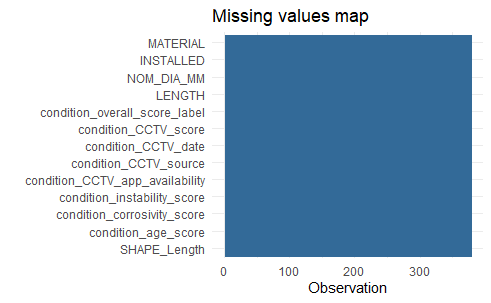 Missing values map
MATERIAL
INSTALLED
NOM_DIA_MM
LENGTH
condition_overall_score_label
condition_CCTV_score
condition_CCTV_date
condition_CCTV_source
condition_CCTV_app_availability
condition_instability_score
condition_corrosivity_score
condition_age_score
SHAPE_Length
0 100 200 300
Observation